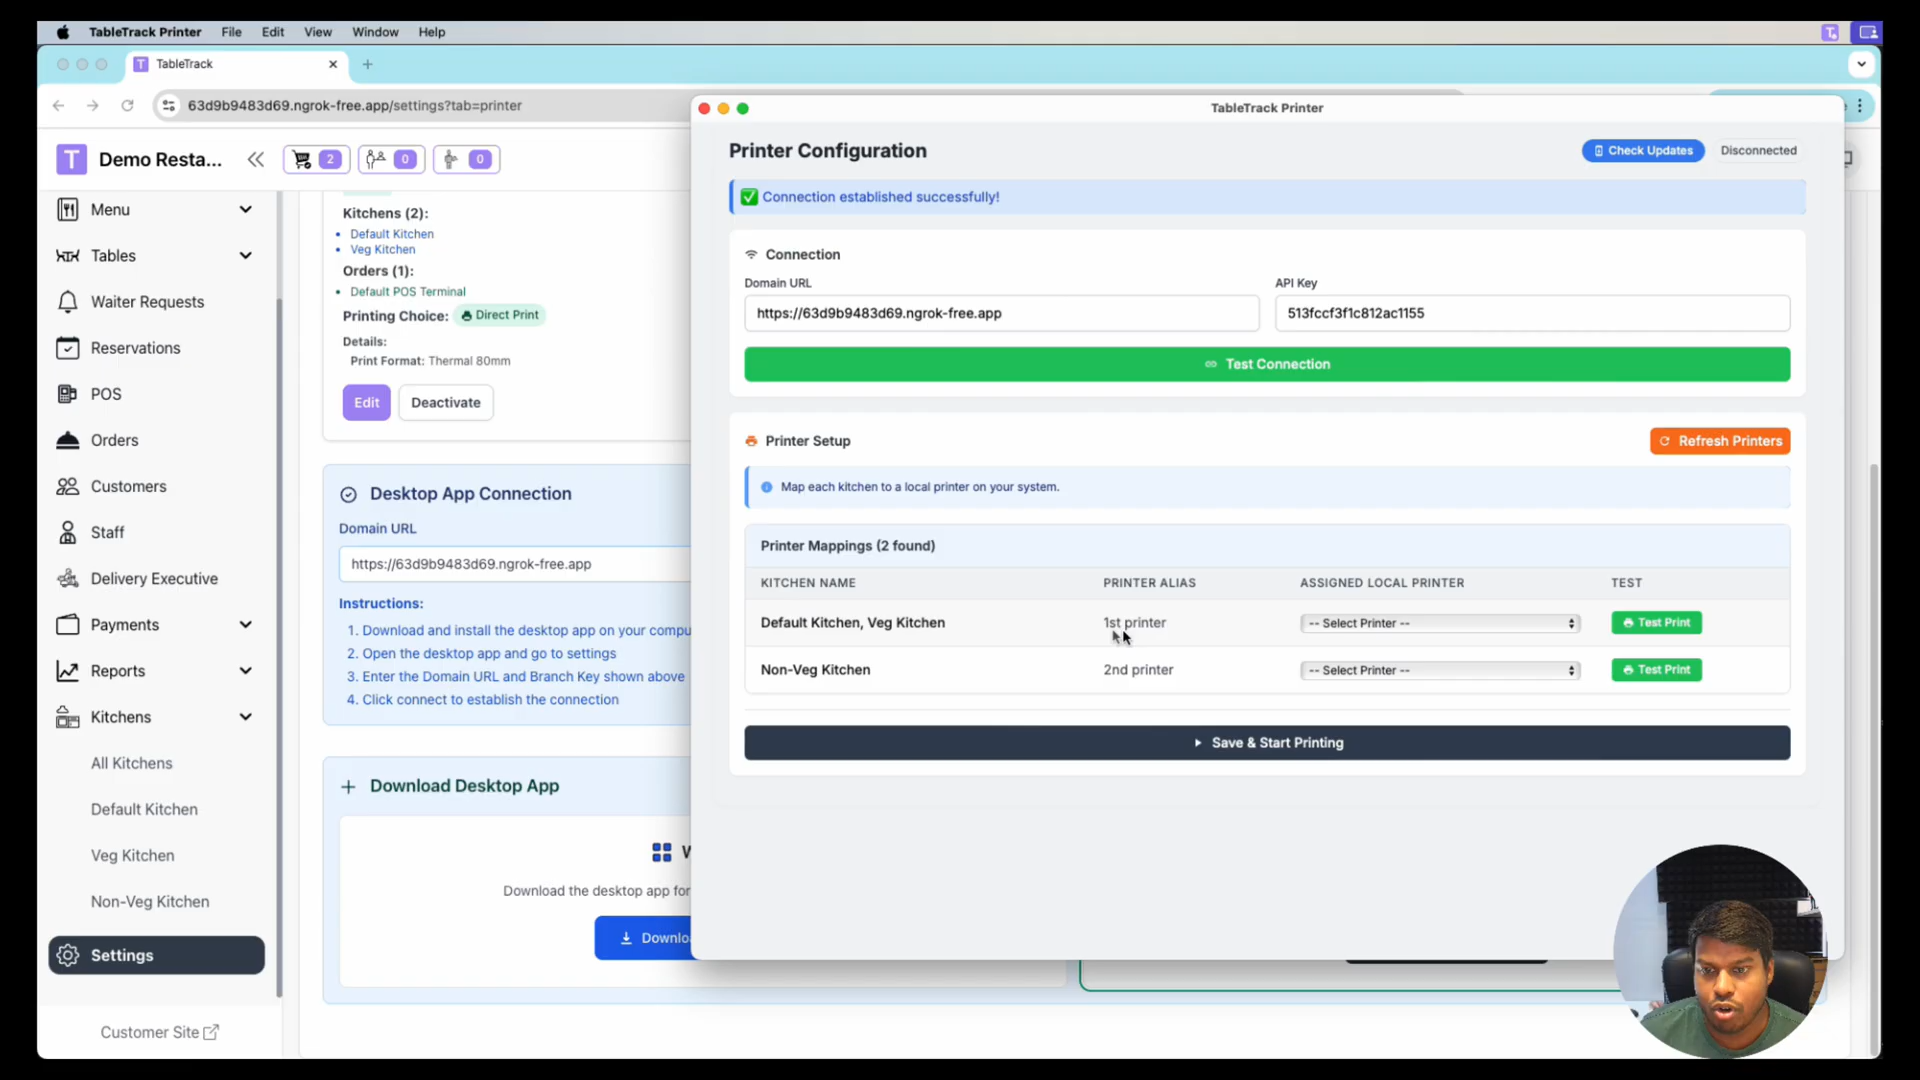 TableTrack Printer File Edit View Window Help
TableTrack
63d9b9483d69.ngrok-free.app/settings?tab=printer
Demo Resta... 2 0 0
Menu
Tables
Waiter Requests
Reservations
POS
Orders
Customers
Staff
Delivery Executive
Payments
Reports
Kitchens
All Kitchens
Default Kitchen
Veg Kitchen
Non-Veg Kitchen
Settings
Customer Site
Kitchens (2):
• Default Kitchen
• Veg Kitchen
Orders (1):
• Default POS Terminal
Printing Choice: Direct Print
Details:
Print Format: Thermal 80mm
Edit Deactivate
Desktop App Connection
Domain URL
https://63d9b9483d69.ngrok-free.app
Instructions:
1. Download and install the desktop app on your compu
2. Open the desktop app and go to settings
3. Enter the Domain URL and Branch Key shown above
4. Click connect to establish the connection
Download Desktop App
Download the desktop app for
TableTrack Printer
Printer Configuration
Check Updates Disconnected
Connection established successfully!
Connection
Domain URL API Key
https://63d9b9483d69.ngrok-free.app 513fccf3f1c812ac1155
Test Connection
Printer Setup Refresh Printers
Map each kitchen to a local printer on your system.
Printer Mappings (2 found)
KITCHEN NAME PRINTER ALIAS ASSIGNED LOCAL PRINTER TEST
Default Kitchen, Veg Kitchen 1st printer -- Select Printer -- Test Print
Non-Veg Kitchen 2nd printer -- Select Printer -- Test Print
Save & Start Printing